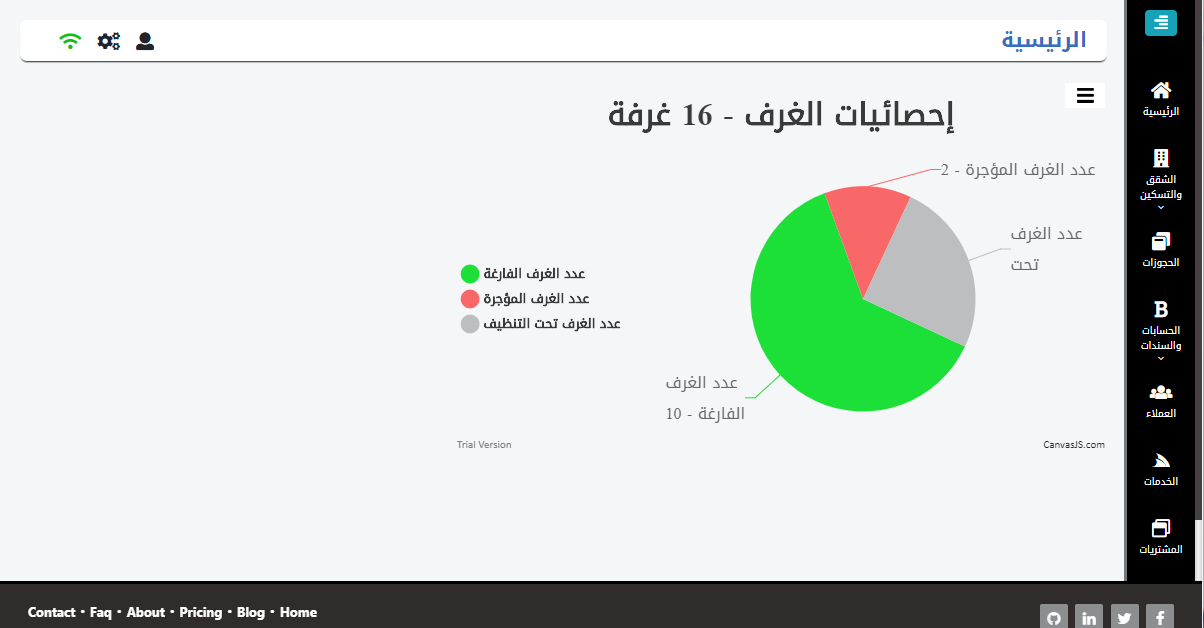 الرئيسية
إحصائيات الغرف - 16 غرفة
عدد الغرف المؤجرة - 2
عدد الغرف
تحت
عدد الغرف
الفارغة - 10
عدد الغرف الفارغة
عدد الغرف المؤجرة
عدد الغرف تحت التنظيف
Trial Version
CanvasJS.com
الرئيسية
الشقق
والتسكين
الحجوزات
الحسابات
والسندات
العملاء
الخدمات
المشتريات
Contact · Faq · About · Pricing · Blog · Home